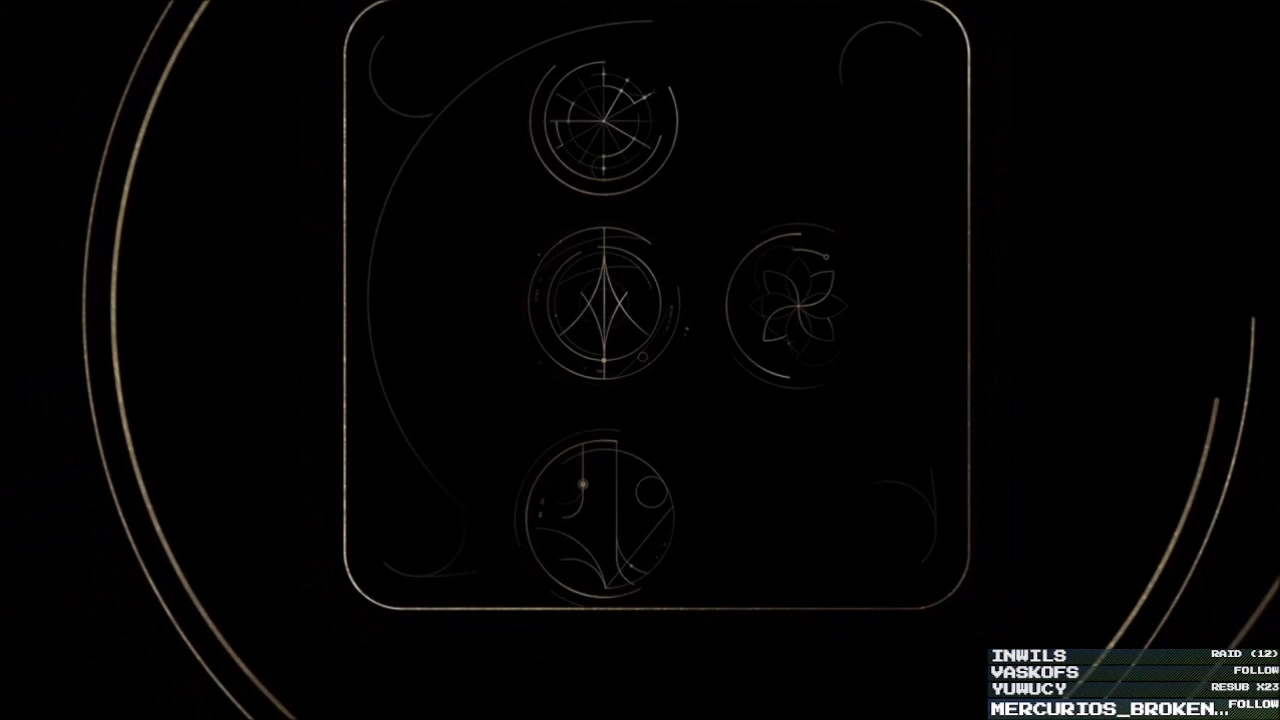 INWILS RAID (12)
VASKOFS FOLLOW
YUWUCY RESUB X23
MERCURIOS_BROKEN... FOLLOW